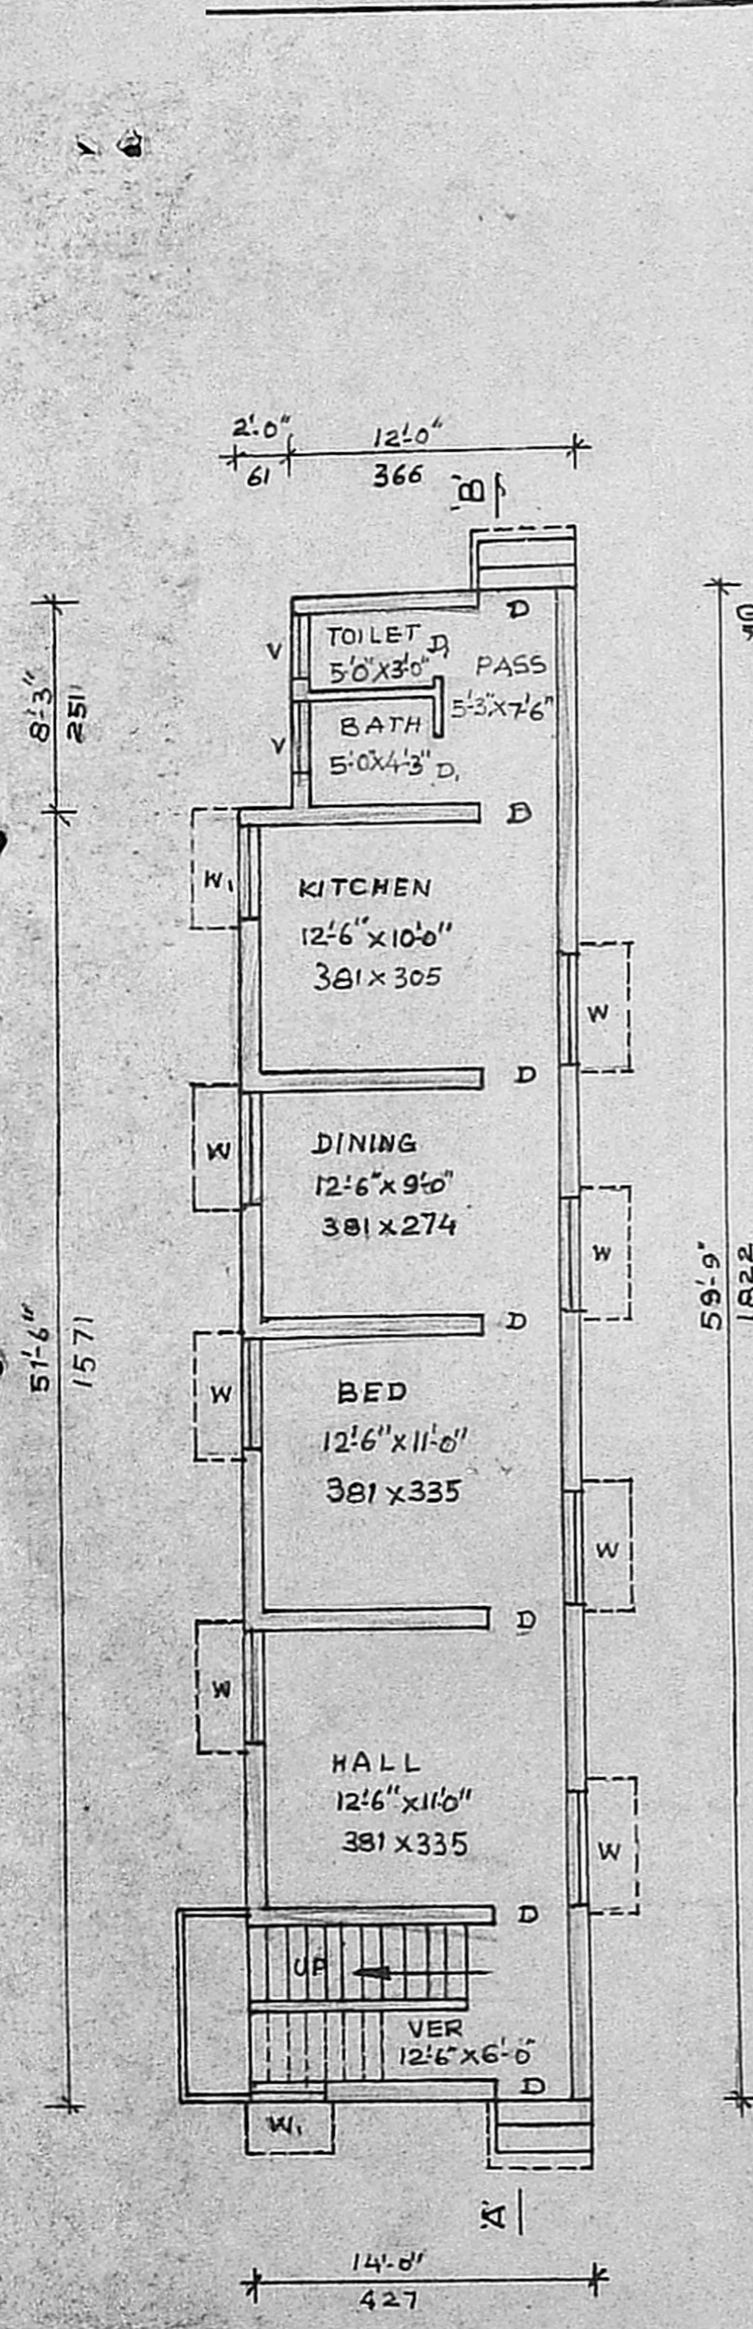 2'-0" 12'-0"
61 366
'B'
D
V TOILET D₁
5'-0"X3'-0" PASS
5'-3"X7'-6"
V BATH
5'-0"X4'-3" D₁
8'-3"
251
D
W₁ KITCHEN
12'-6"X10'-0"
381X305
W
D
DINING
W 12'-6"X9'-0"
381X274 W
59'-9"
1822
51'-6"
1571
D
W BED
12'-6"X11'-0"
381X335
W
D
W
HALL
12'-6"X11'-0"
381X335 W
D
UP
VER
12'-6"X6'-0"
D
W₁
'A'
14'-0"
427